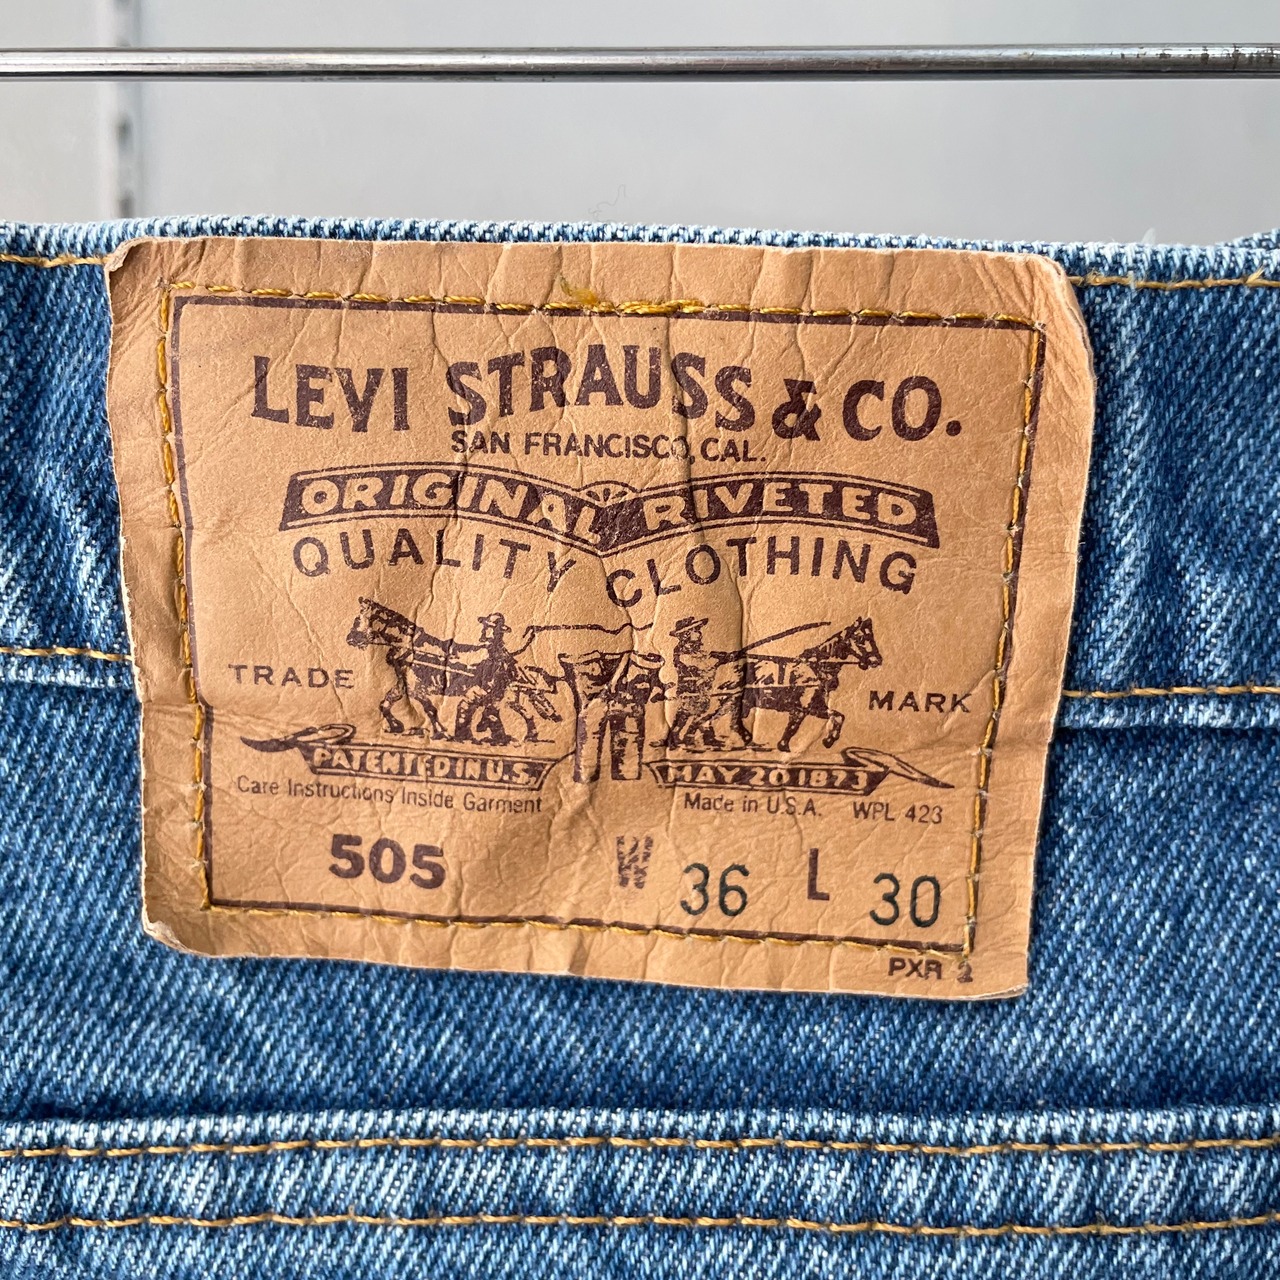 LEVI STRAUSS & CO.
SAN FRANCISCO, CAL.
ORIGINAL RIVETED
QUALITY CLOTHING
TRADE MARK
PATENTED IN U.S. MAY 20 1873
Care Instructions Inside Garment Made in U.S.A. WPL 423
505 W 36 L 30
PXR 2